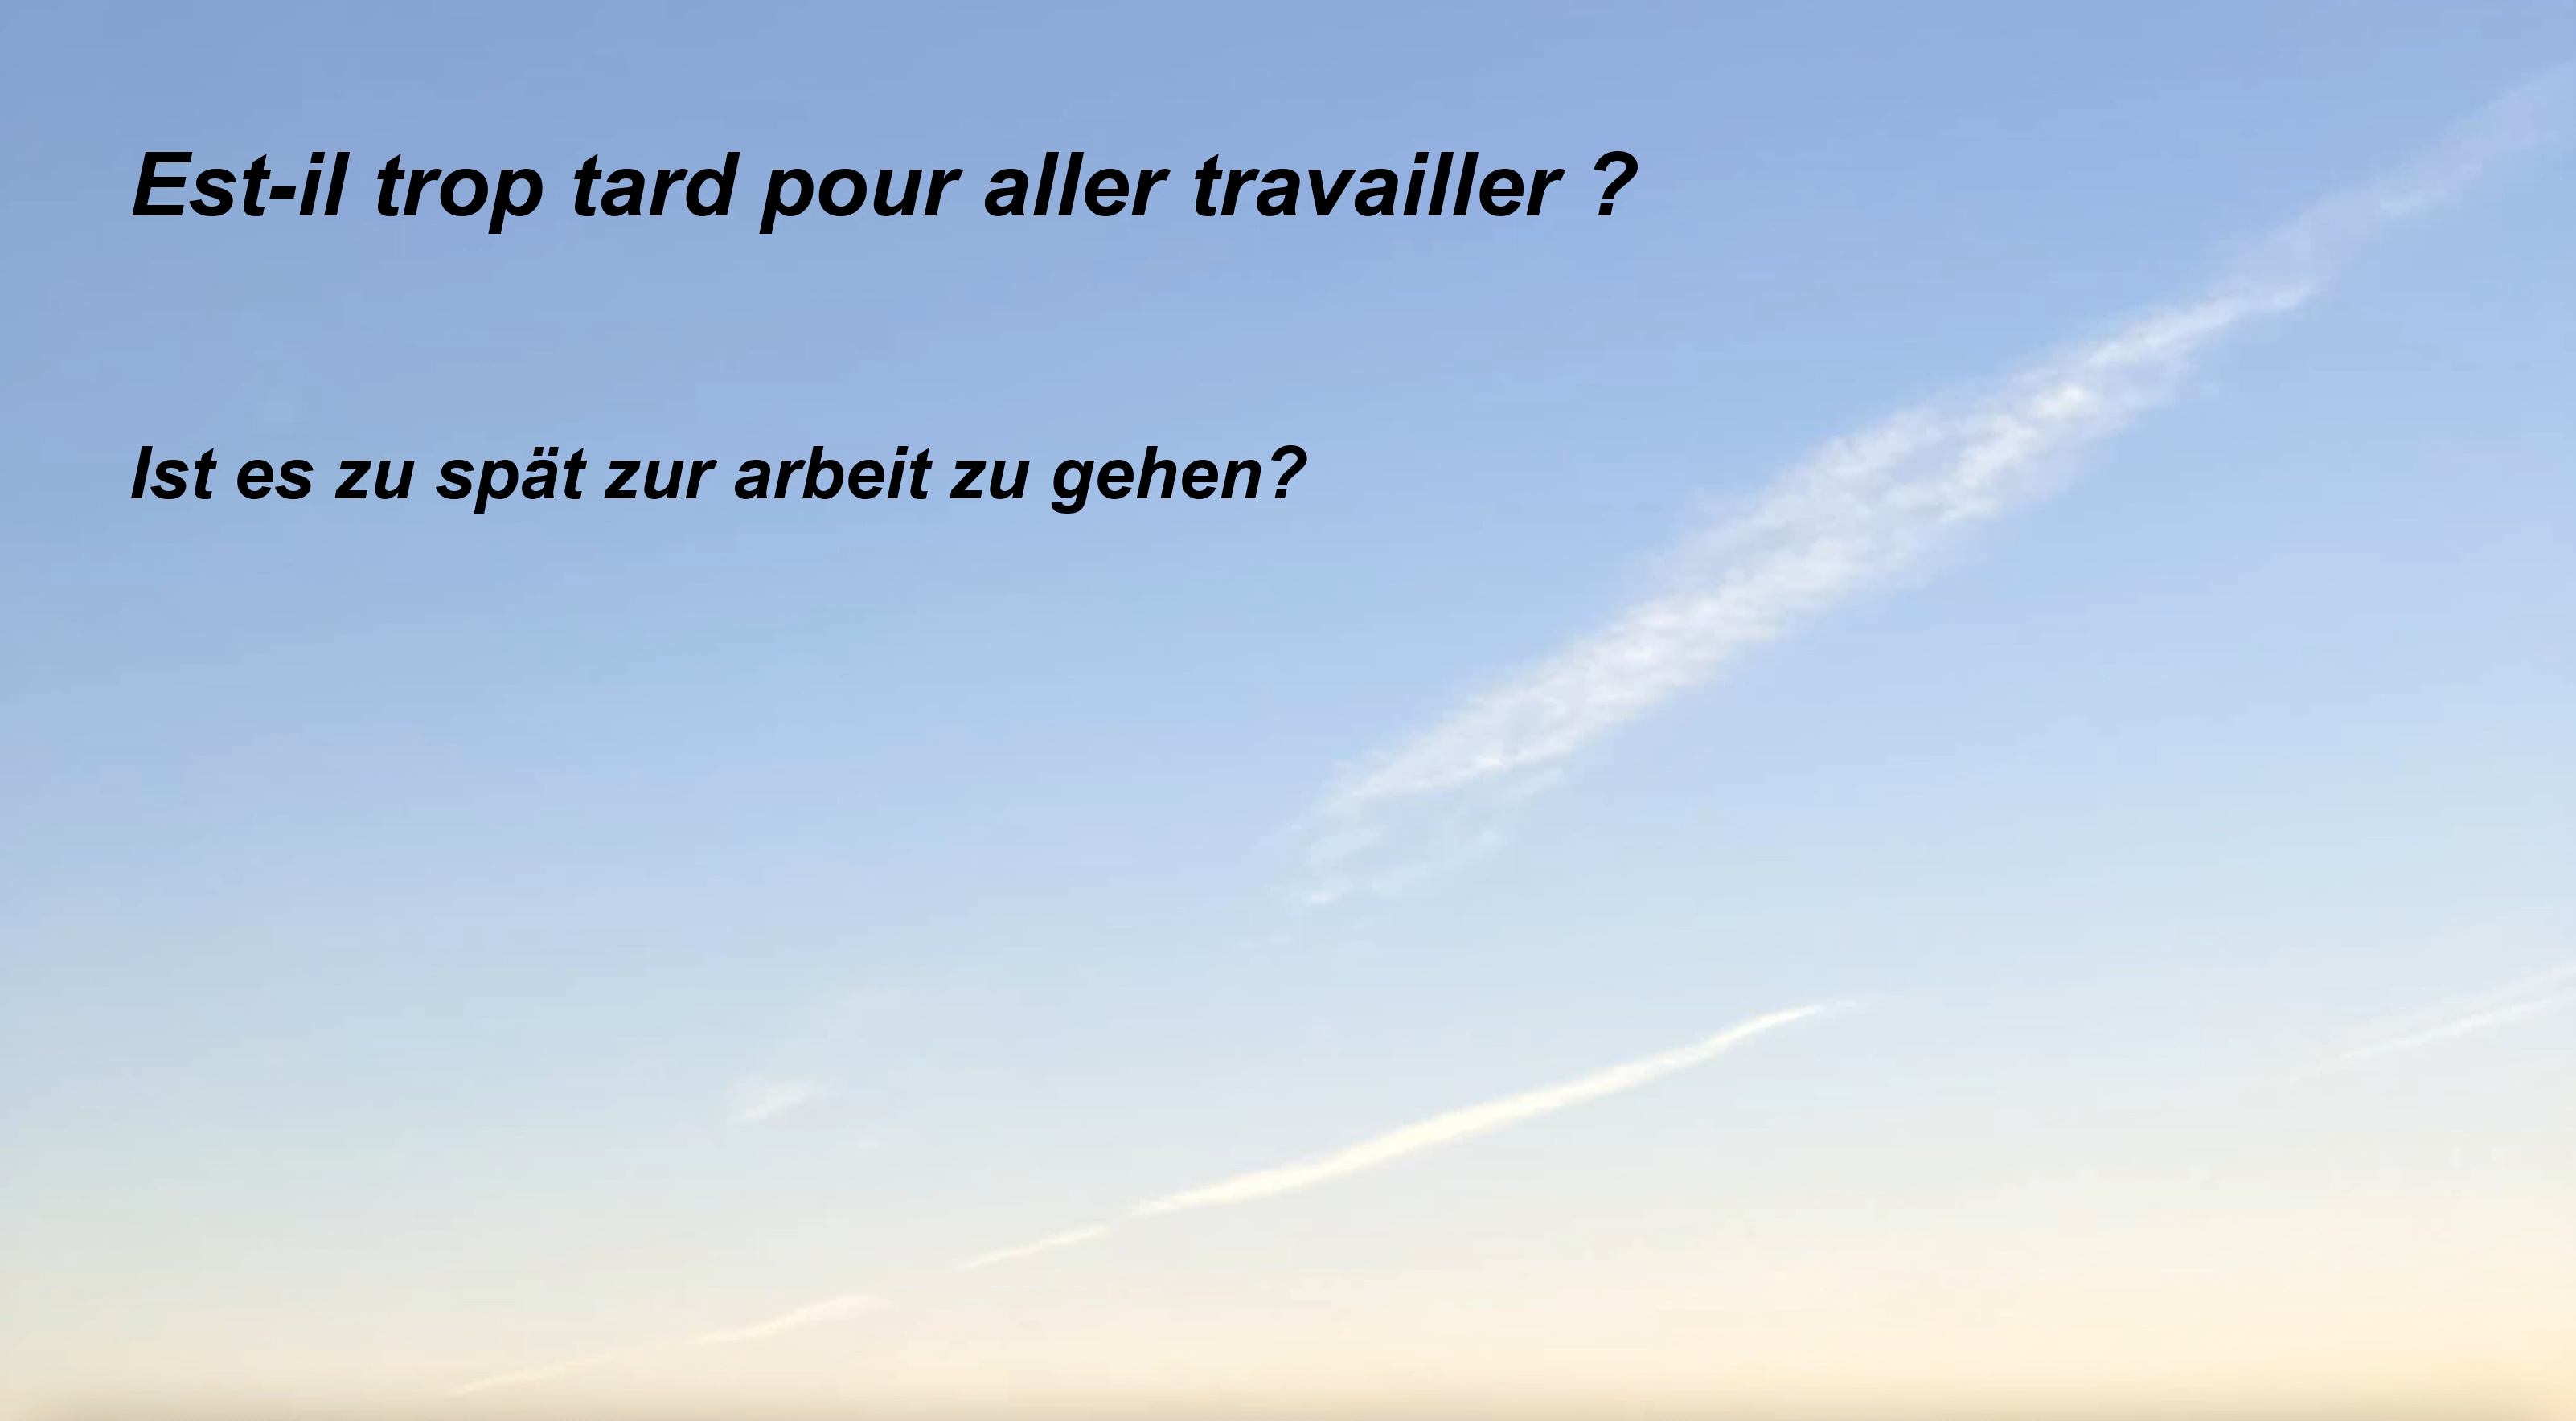 Est-il trop tard pour aller travailler ?
Ist es zu spät zur arbeit zu gehen?